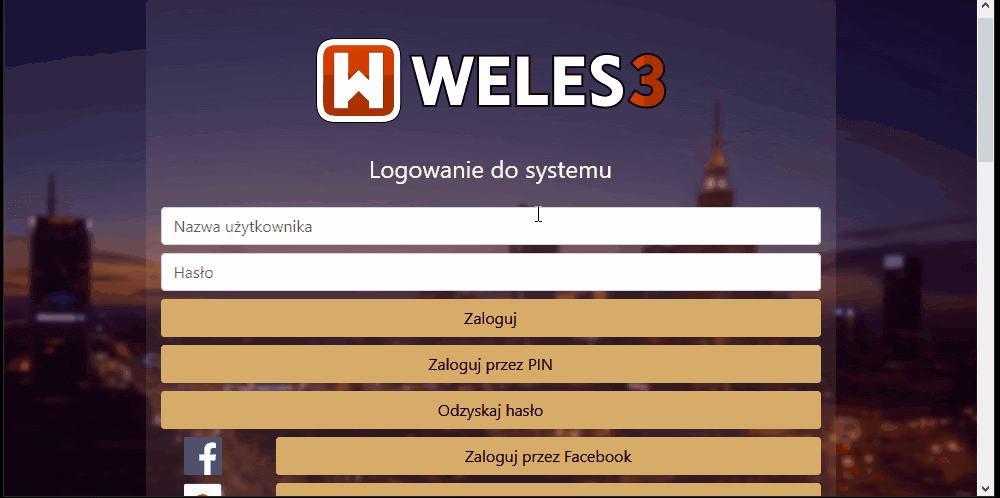 WELES3
Logowanie do systemu
Nazwa użytkownika
Hasło
Zaloguj
Zaloguj przez PIN
Odzyskaj hasło
Zaloguj przez Facebook